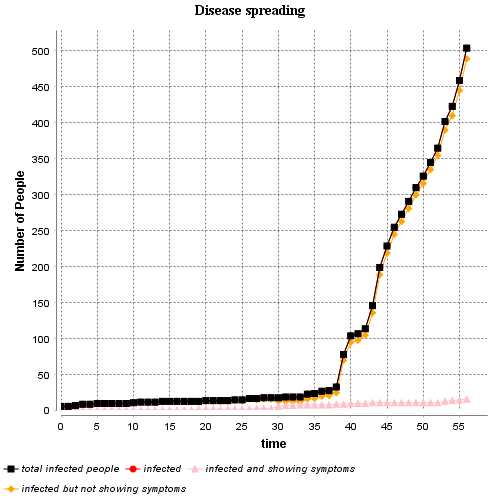 Disease spreading
Number of People
500
450
400
350
300
250
200
150
100
50
0
0 5 10 15 20 25 30 35 40 45 50 55
time
total infected people infected infected and showing symptoms
infected but not showing symptoms